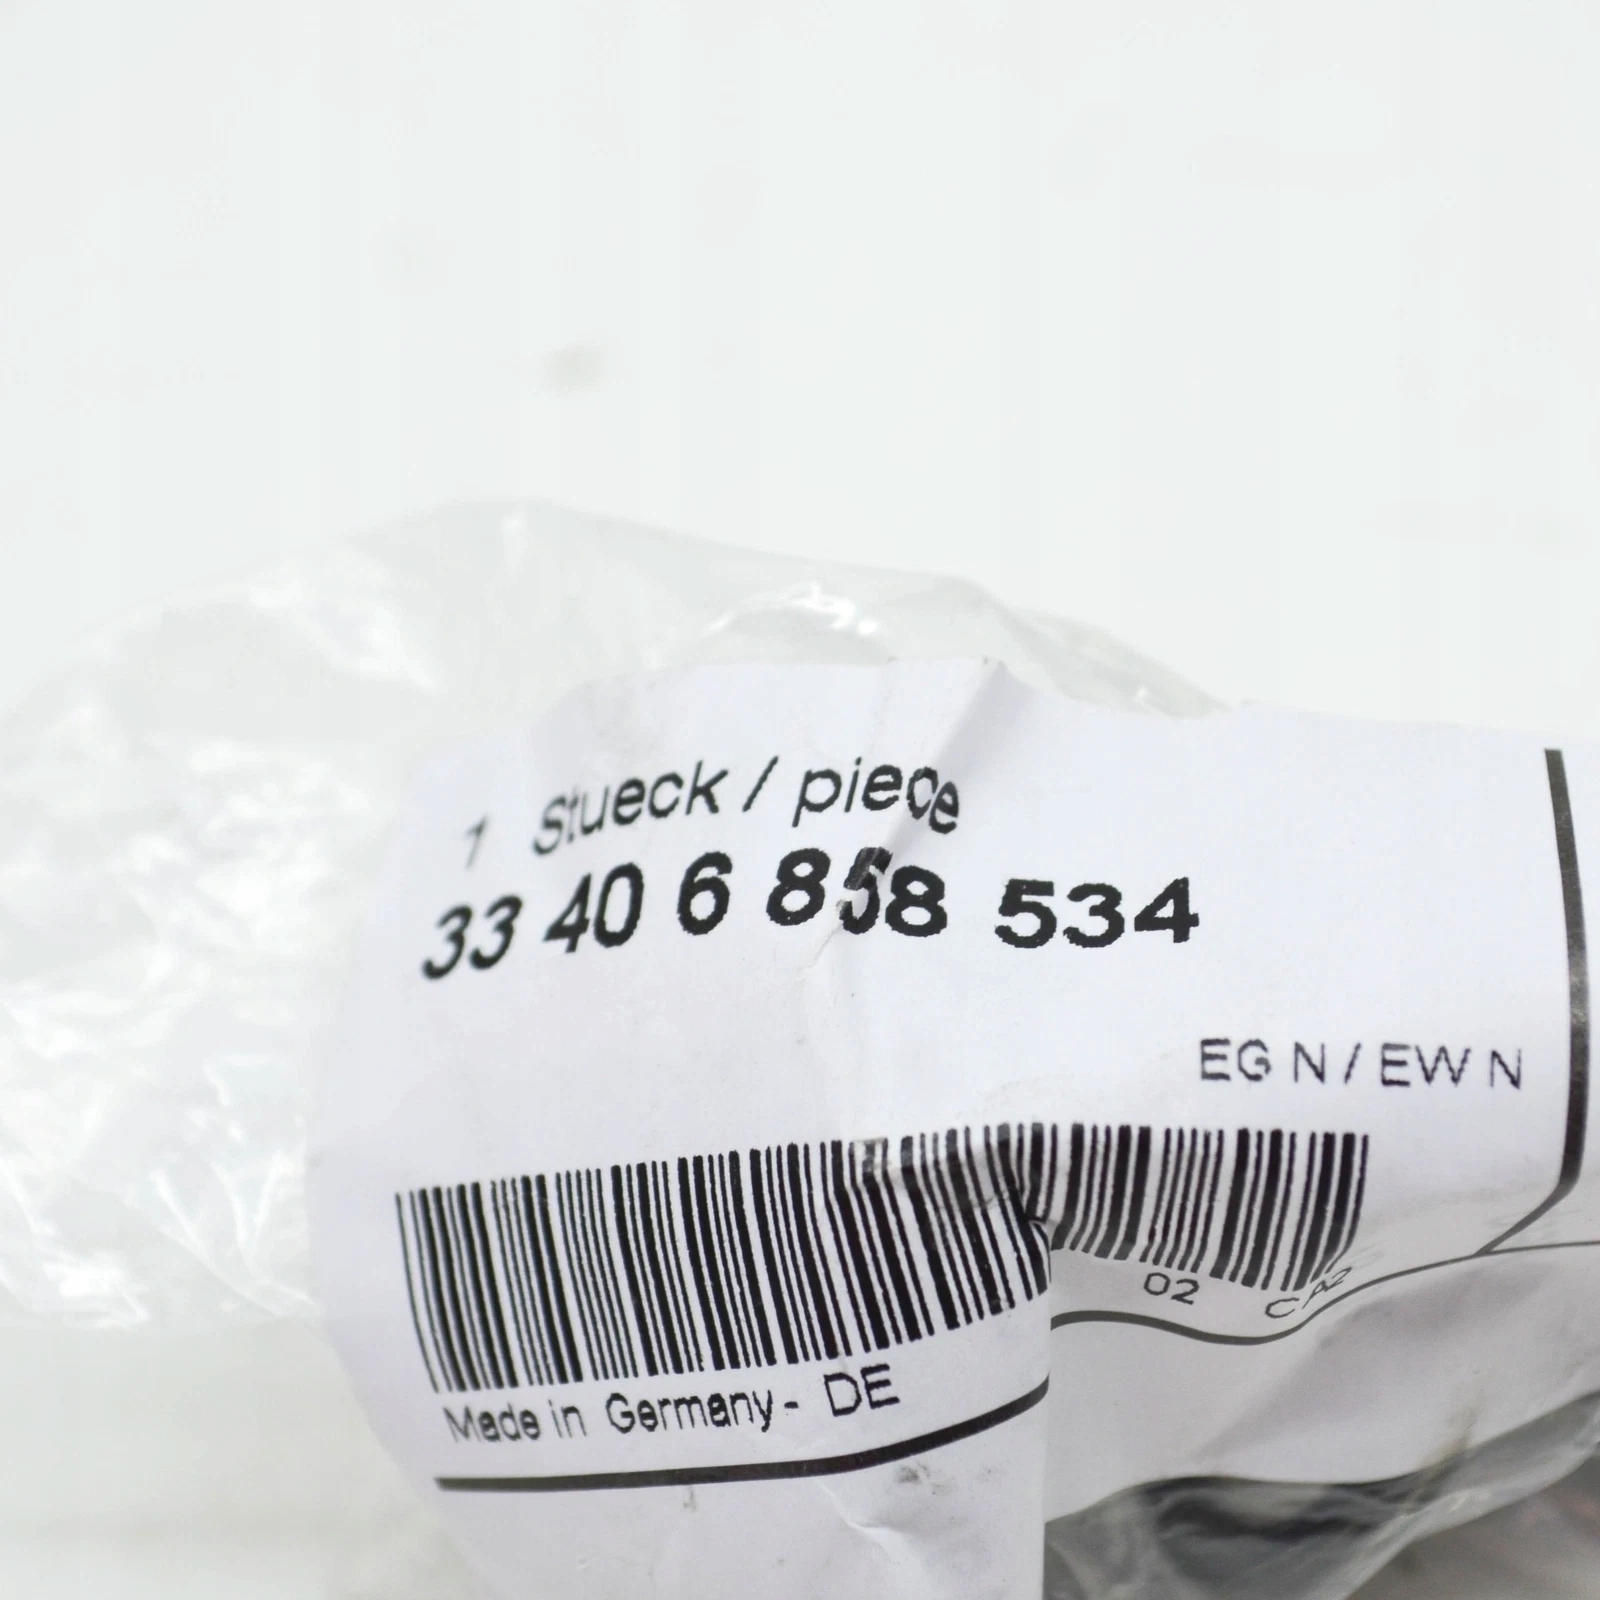 1 Stueck / piece
33 40 6 858 534
EG N / EW N
02 CA2
Made in Germany - DE